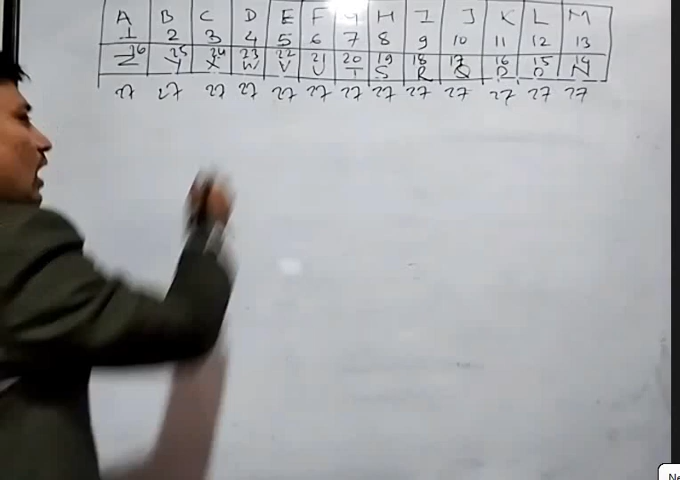 A B C D E F G H I J K L M
1 2 3 4 5 6 7 8 9 10 11 12 13
26 25 24 23 22 21 20 19 18 17 16 15 14
Z Y X W V U T S R Q P O N
27 27 27 27 27 27 27 27 27 27 27 27 27
Ne